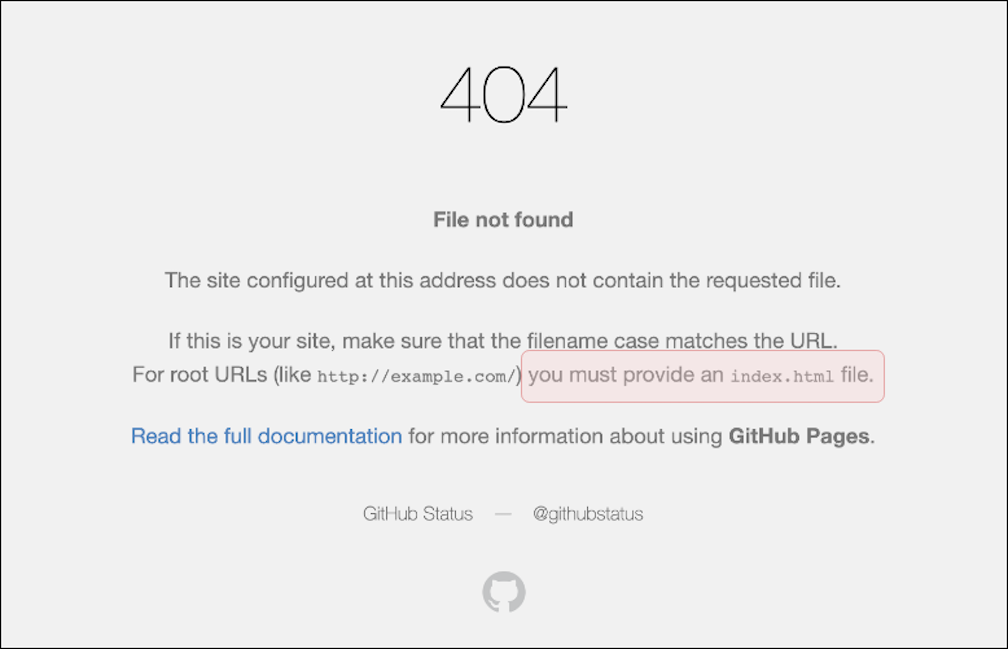 404
File not found
The site configured at this address does not contain the requested file.
If this is your site, make sure that the filename case matches the URL.
For root URLs (like http://example.com/) you must provide an index.html file.
Read the full documentation for more information about using GitHub Pages.
GitHub Status — @githubstatus